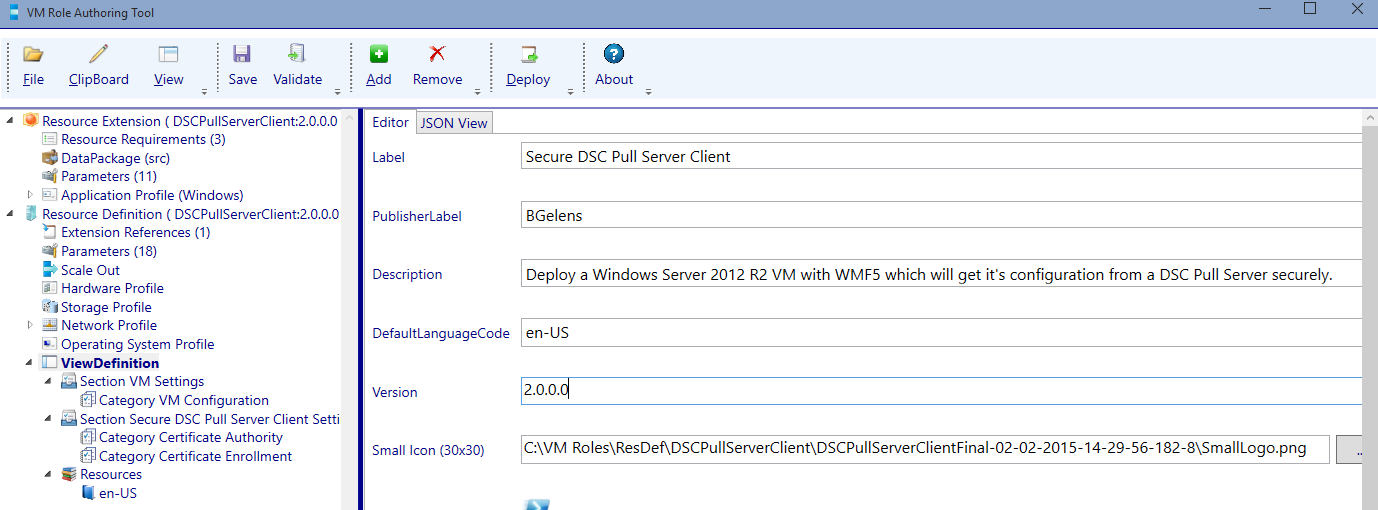 VM Role Authoring Tool
File ClipBoard View Save Validate Add Remove Deploy About
Resource Extension ( DSCPullServerClient:2.0.0.0
Resource Requirements (3)
DataPackage (src)
Parameters (11)
Application Profile (Windows)
Resource Definition ( DSCPullServerClient:2.0.0.0
Extension References (1)
Parameters (18)
Scale Out
Hardware Profile
Storage Profile
Network Profile
Operating System Profile
ViewDefinition
Section VM Settings
Category VM Configuration
Section Secure DSC Pull Server Client Setti
Category Certificate Authority
Category Certificate Enrollment
Resources
en-US
Editor JSON View
Label Secure DSC Pull Server Client
PublisherLabel BGelens
Description Deploy a Windows Server 2012 R2 VM with WMF5 which will get it's configuration from a DSC Pull Server securely.
DefaultLanguageCode en-US
Version 2.0.0.0
Small Icon (30x30) C:\VM Roles\ResDef\DSCPullServerClient\DSCPullServerClientFinal-02-02-2015-14-29-56-182-8\SmallLogo.png ..